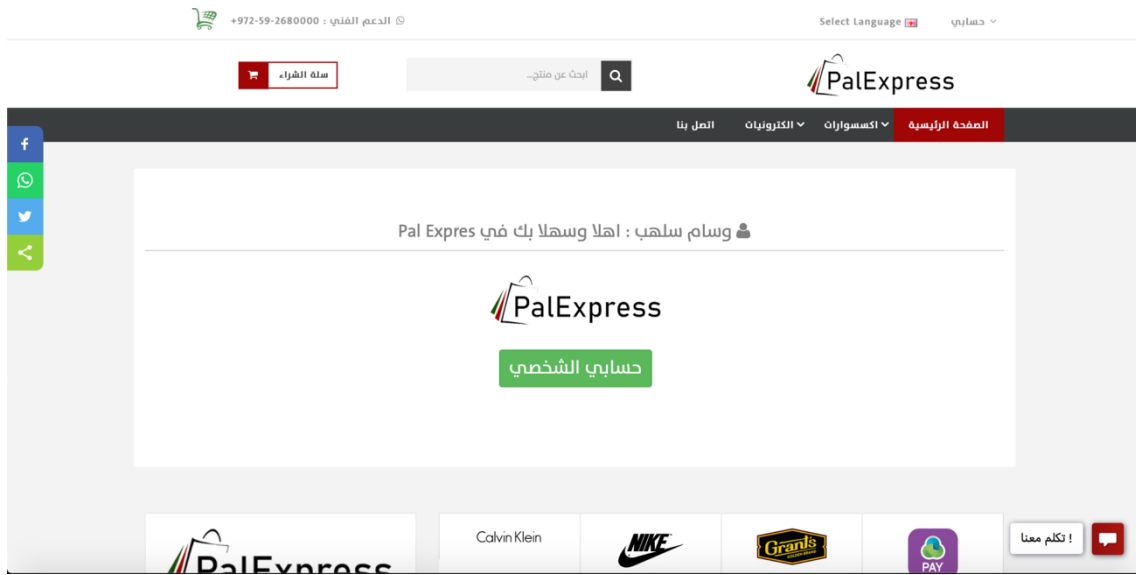 حسابي
Select Language
الدعم الفني : 972-59-2680000+
PalExpress
ابحث عن منتج...
سلة الشراء
الصفحة الرئيسية
اكسسوارات
الكترونيات
اتصل بنا
وسام سلهب : اهلا وسهلا بك في Pal Expres
PalExpress
حسابي الشخصي
PAY
Grant's
NIKE
Calvin Klein
PalExpress
تكلم معنا !